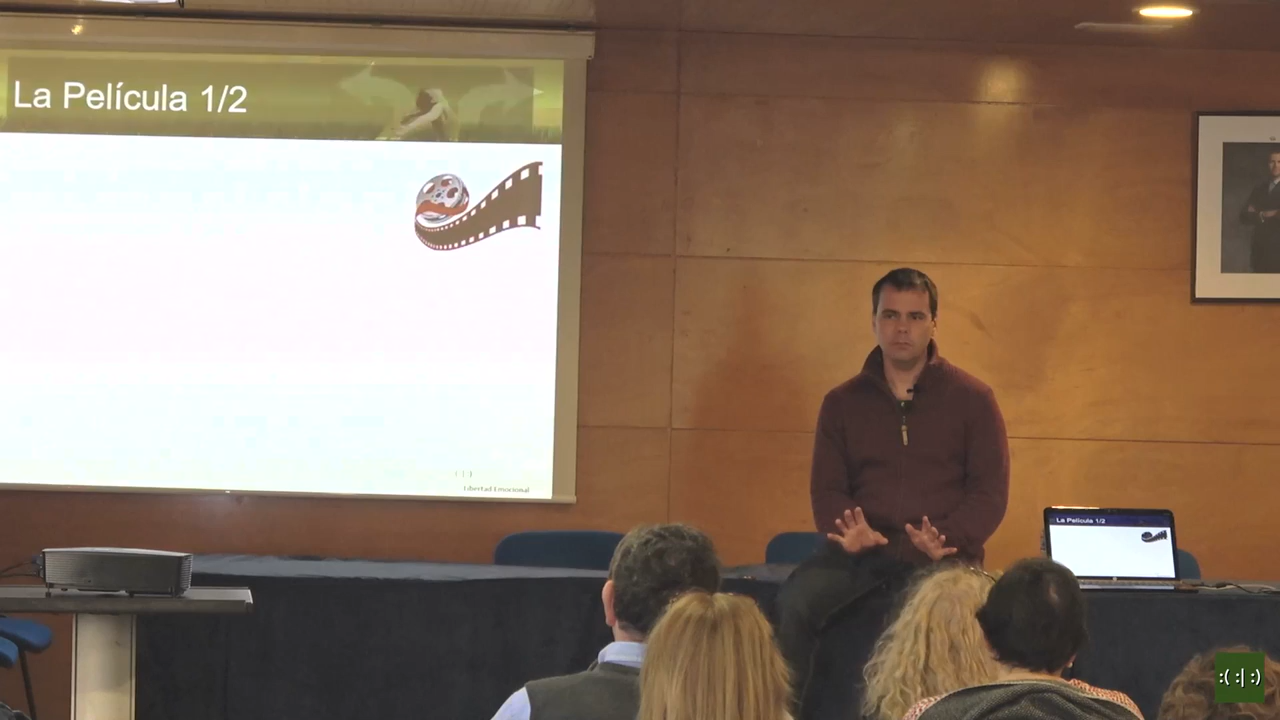 La Película 1/2
( | )
Libertad Emocional
La Película 1/2
:( :| :)